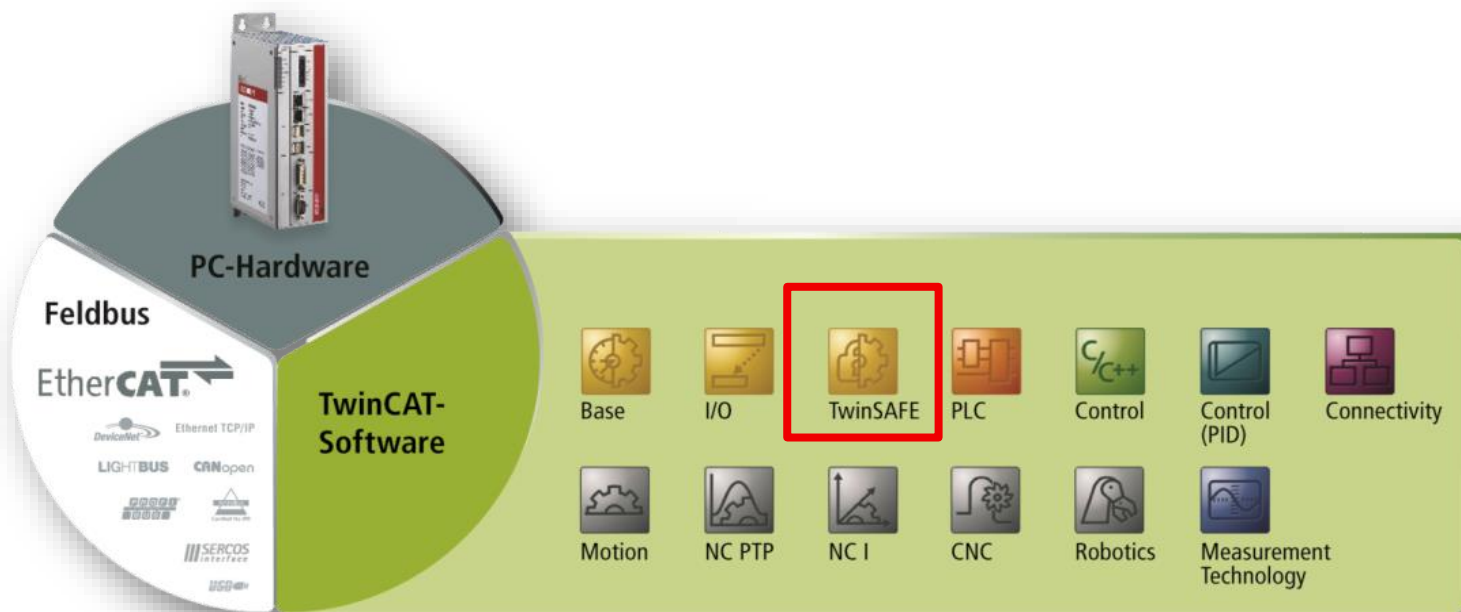 PC-Hardware
Feldbus
EtherCAT®
DeviceNet
Ethernet TCP/IP
LIGHTBUS
CANopen
SERCOS
interface
USB
TwinCAT-
Software
Base
I/O
TwinSAFE
PLC
C/C++
Control
Control
(PID)
Connectivity
Motion
NC PTP
NC I
CNC
Robotics
Measurement
Technology